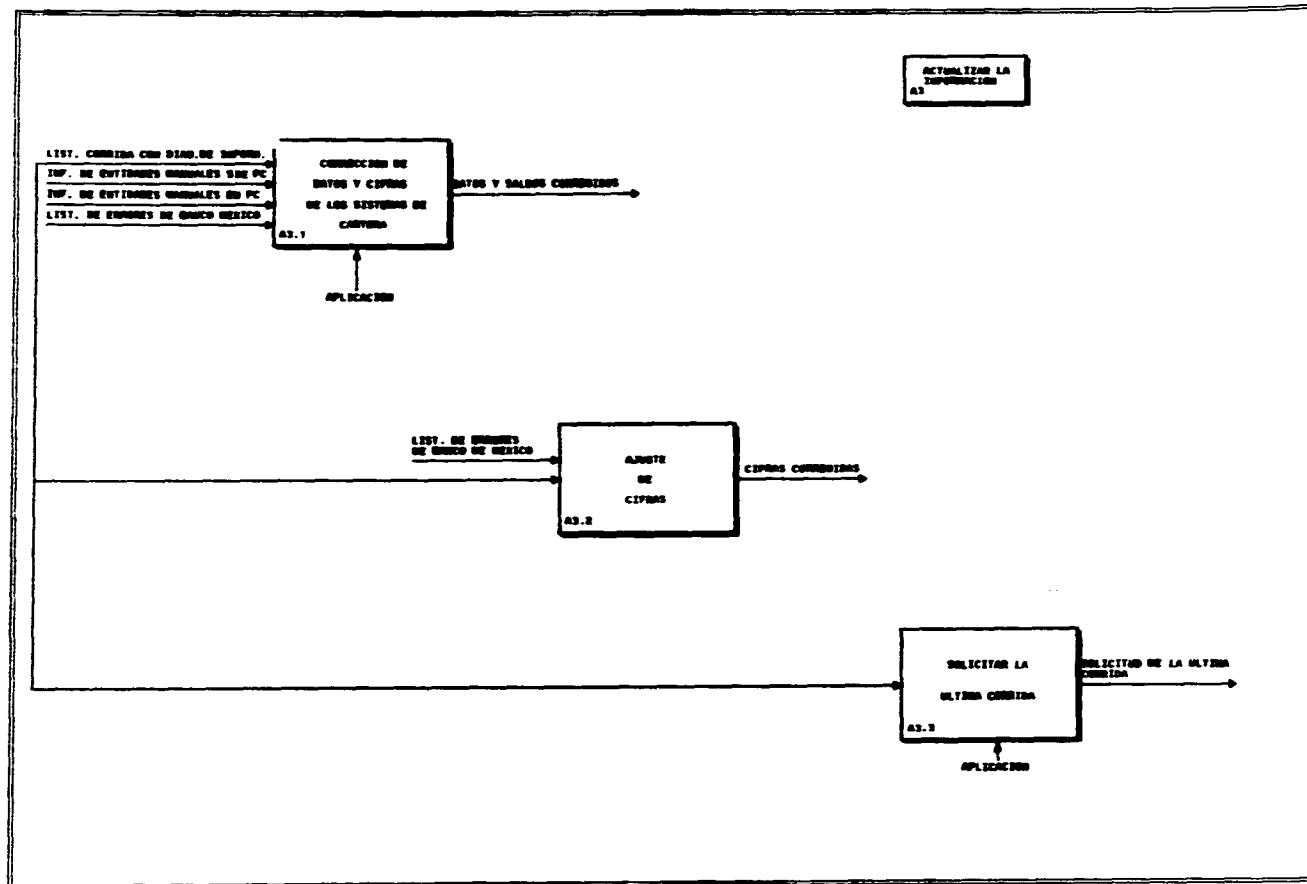 ACTUALIZAR LA
INFORMACION
A3
LIST. CORRIDA CON DIAG.DE INFORM.
INF. DE ENTIDADES MANUALES SIN PC
INF. DE ENTIDADES MANUALES EN PC
LIST. DE ERRORES DE BANCO MEXICO
CORRECCION DE
DATOS Y CIFRAS
DE LOS SISTEMAS DE
CARTERA
A3.1
DATOS Y SALDOS CORREGIDOS
APLICACION
LIST. DE ERRORES
DE BANCO DE MEXICO
AJUSTE
DE
CIFRAS
A3.2
CIFRAS CORREGIDAS
SOLICITAR LA
ULTIMA CORRIDA
A3.3
SOLICITUD DE LA ULTIMA
CORRIDA
APLICACION